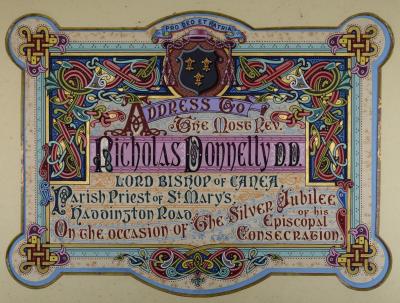 PRO DEO ET PATRIA
ADDRESS TO
The Most Rev.
Nicholas Donnelly D.D.
LORD BISHOP OF CANEA
Parish Priest of St Mary's,
Haddington Road,
On the occasion of The Silver Jubilee
of his
Episcopal
Consecration